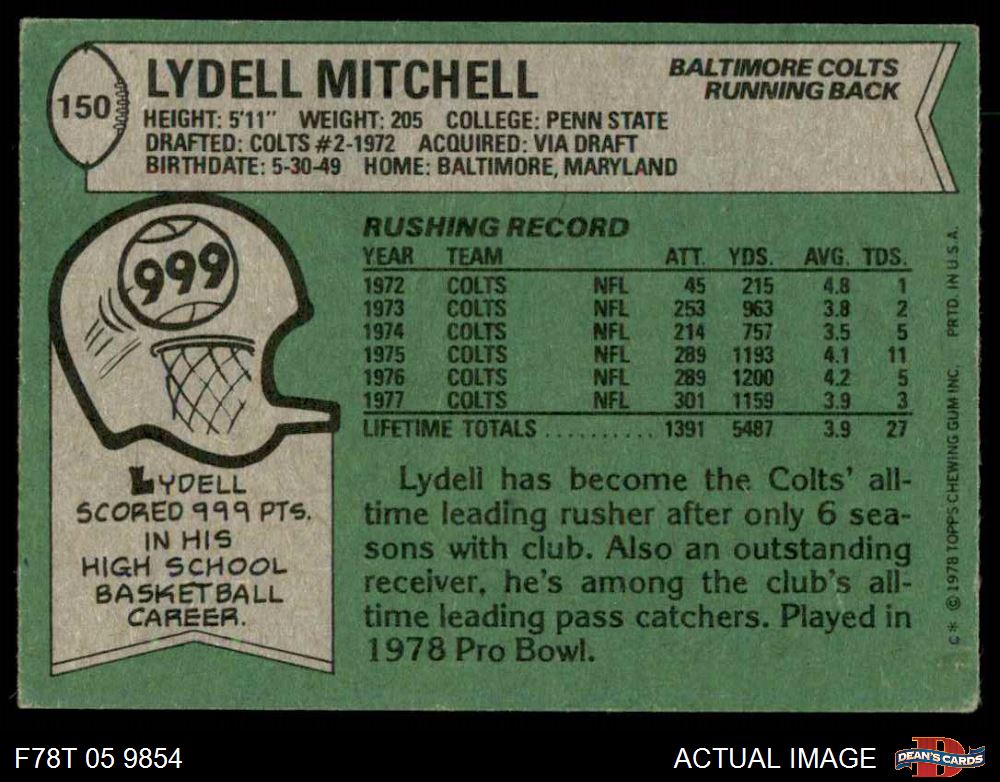 150
LYDELL MITCHELL
BALTIMORE COLTS
RUNNING BACK
HEIGHT: 5'11" WEIGHT: 205 COLLEGE: PENN STATE
DRAFTED: COLTS #2-1972 ACQUIRED: VIA DRAFT
BIRTHDATE: 5-30-49 HOME: BALTIMORE, MARYLAND
999
LYDELL
SCORED 999 PTS.
IN HIS
HIGH SCHOOL
BASKETBALL
CAREER.
RUSHING RECORD
YEAR TEAM ATT. YDS. AVG. TDS.
1972 COLTS NFL 45 215 4.8 1
1973 COLTS NFL 253 963 3.8 2
1974 COLTS NFL 214 757 3.5 5
1975 COLTS NFL 289 1193 4.1 11
1976 COLTS NFL 289 1200 4.2 5
1977 COLTS NFL 301 1159 3.9 3
LIFETIME TOTALS .......... 1391 5487 3.9 27
Lydell has become the Colts' all-
time leading rusher after only 6 sea-
sons with club. Also an outstanding
receiver, he's among the club's all-
time leading pass catchers. Played in
1978 Pro Bowl.
C* © 1978 TOPPS CHEWING GUM INC. PRTD. IN U.S.A.
F78T 05 9854
ACTUAL IMAGE
D
DEAN'S CARDS